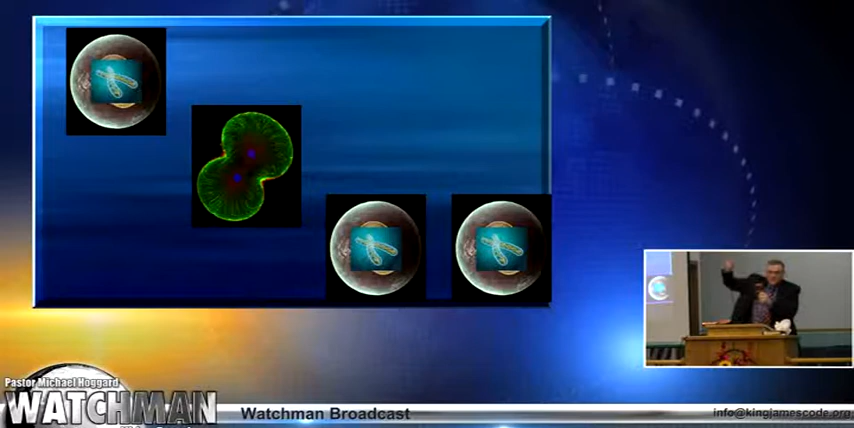 Pastor Michael Hoggard
WATCHMAN
Watchman Broadcast
info@kingjamescode.org